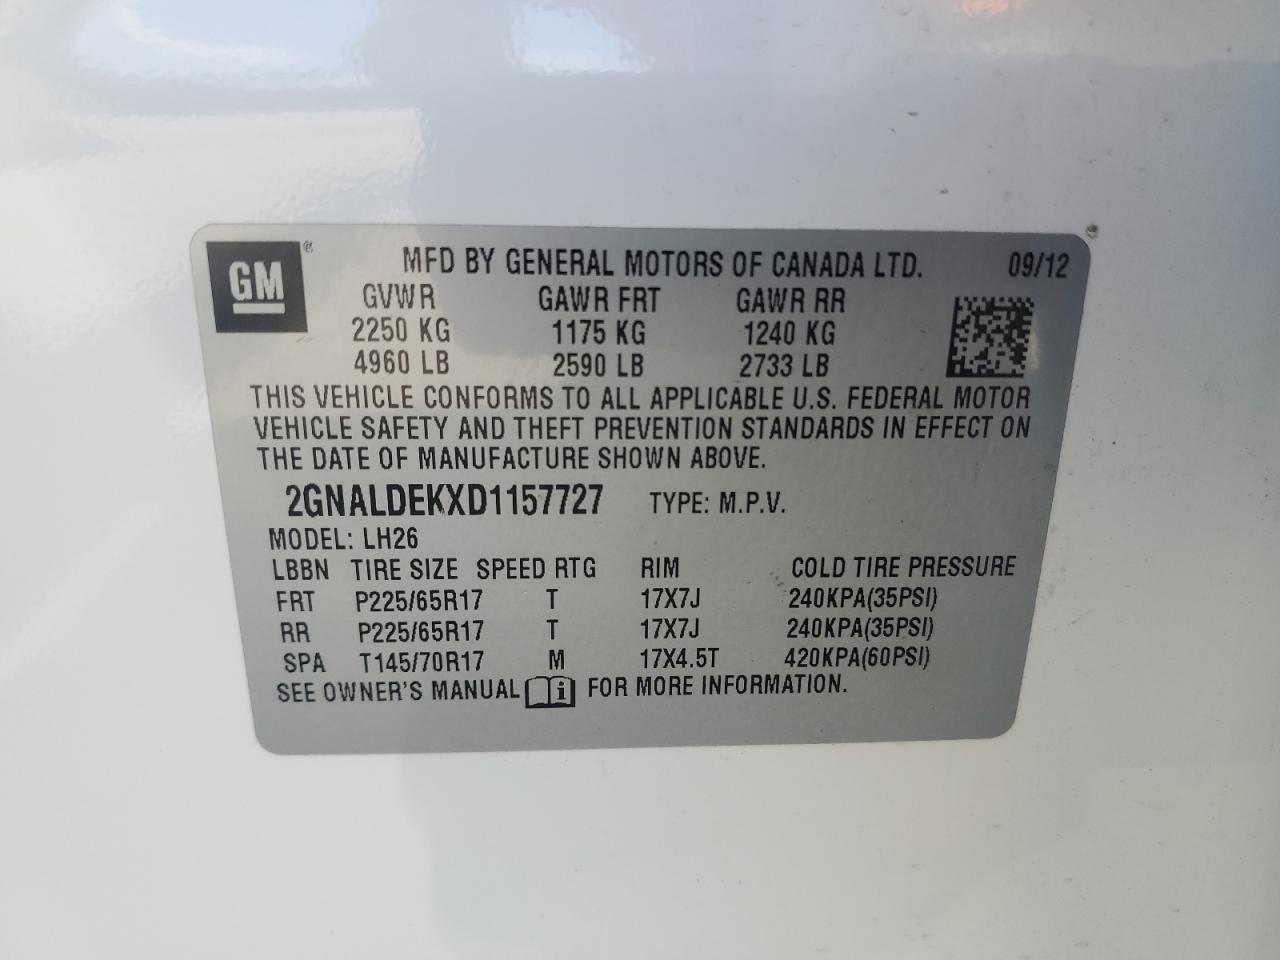 GM ® MFD BY GENERAL MOTORS OF CANADA LTD. 09/12
GVWR GAWR FRT GAWR RR
2250 KG 1175 KG 1240 KG
4960 LB 2590 LB 2733 LB
THIS VEHICLE CONFORMS TO ALL APPLICABLE U.S. FEDERAL MOTOR
VEHICLE SAFETY AND THEFT PREVENTION STANDARDS IN EFFECT ON
THE DATE OF MANUFACTURE SHOWN ABOVE.
2GNALDEKXD1157727 TYPE: M.P.V.
MODEL: LH26
LBBN TIRE SIZE SPEED RTG RIM COLD TIRE PRESSURE
FRT P225/65R17 T 17X7J 240KPA(35PSI)
RR P225/65R17 T 17X7J 240KPA(35PSI)
SPA T145/70R17 M 17X4.5T 420KPA(60PSI)
SEE OWNER'S MANUAL i FOR MORE INFORMATION.